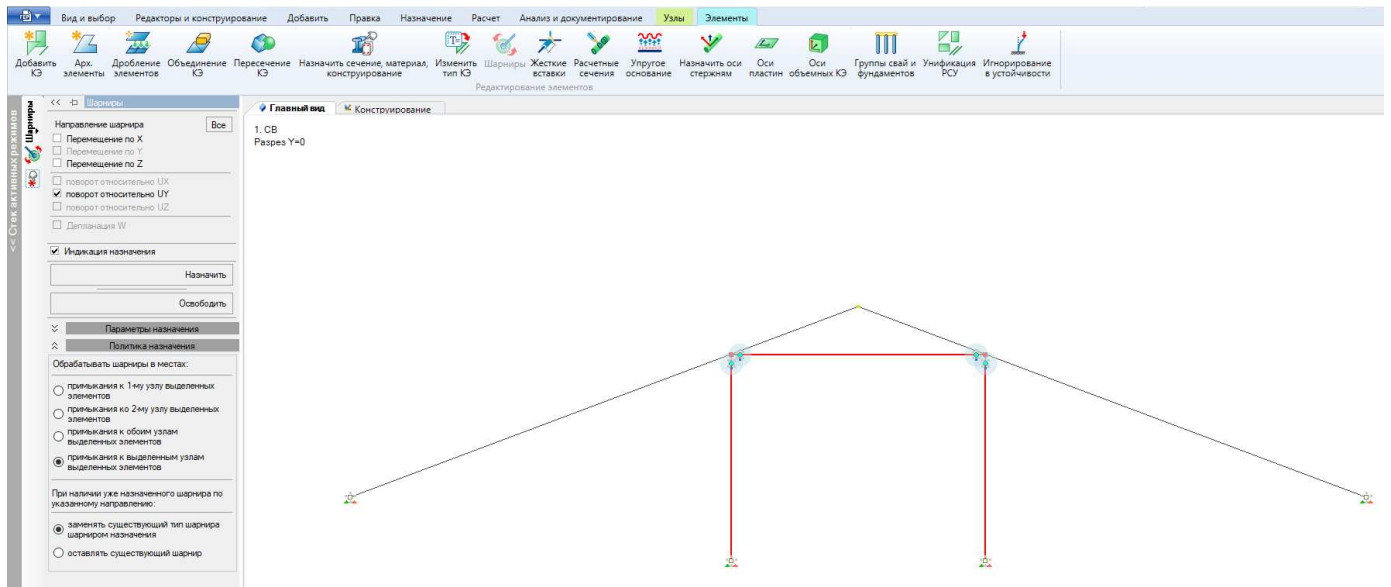 Вид и выбор Редакторы и конструирование Добавить Правка Назначение Расчет Анализ и документирование Узлы Элементы
Добавить КЭ
Арх. элементы
Дробление элементов
Объединение КЭ
Пересечение КЭ
Назначить сечение, материал, конструирование
Изменить тип КЭ
Шарниры
Жесткие вставки
Расчетные сечения
Упругое основание
Назначить оси стержням
Оси пластин
Оси объемных КЭ
Группы свай и фундаментов
Унификация РСУ
Игнорирование в устойчивости
Редактирование элементов
<< Стек активных режимов
Шарниры
<< Шарниры
Направление шарнира Все
Перемещение по X
Перемещение по Y
Перемещение по Z
поворот относительно UX
поворот относительно UY
поворот относительно UZ
Депланация W
Индикация назначения
Назначить
Освободить
Параметры назначения
Политика назначения
Обрабатывать шарниры в местах:
примыкания к 1-му узлу выделенных
элементов
примыкания ко 2-му узлу выделенных
элементов
примыкания к обоим узлам
выделенных элементов
примыкания к выделенным узлам
выделенных элементов
При наличии уже назначенного шарнира по
указанному направлению:
заменять существующий тип шарнира
шарниром назначения
оставлять существующий шарнир
Главный вид Конструирование
1. СВ
Разрез Y=0